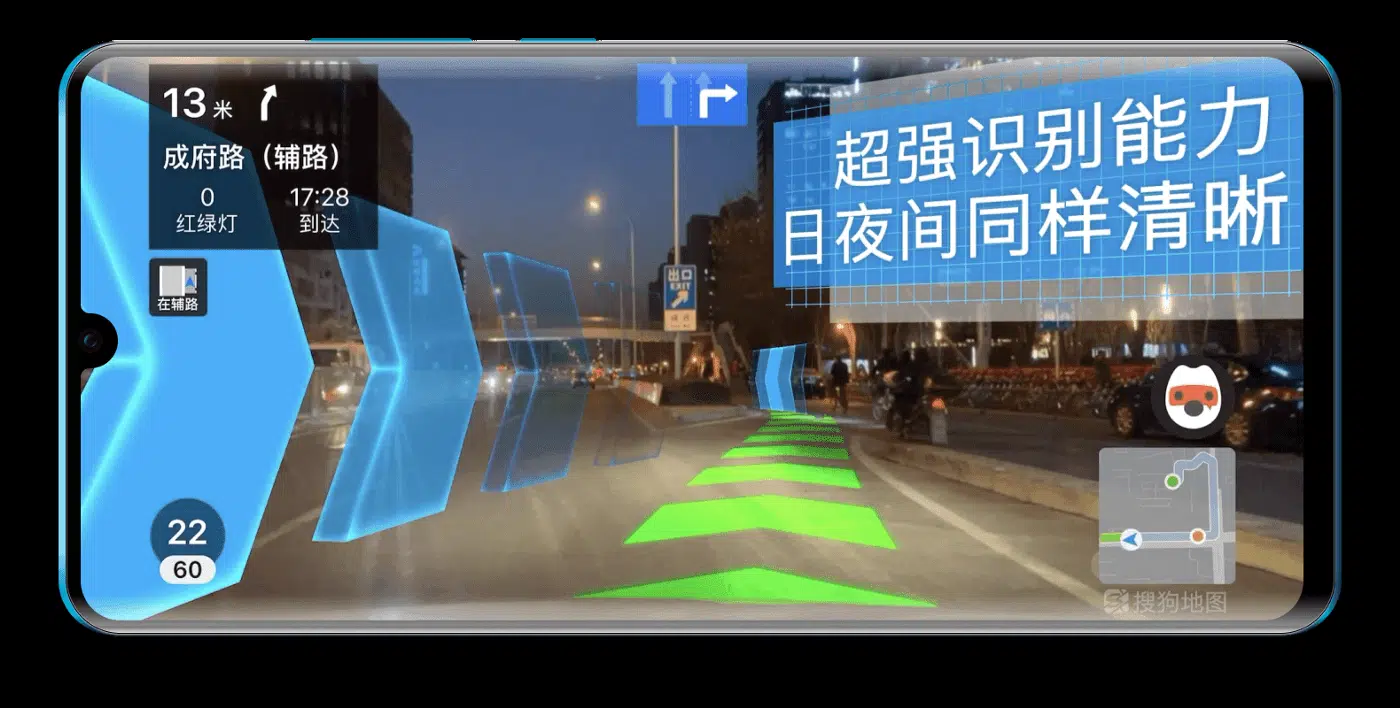 13米
成府路（辅路）
0 17:28
红绿灯 到达
在辅路
超强识别能力
日夜间同样清晰
出口
EXIT
22
60
搜狗地图